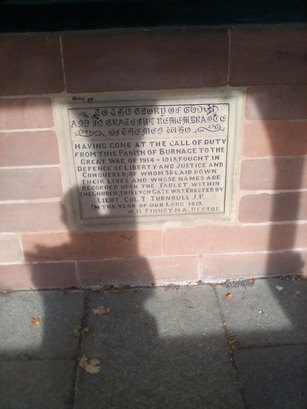 TO THE GLORY OF GOD
AND IN GRATEFUL REMEMBRANCE
OF THE MEN WHO
HAVING GONE AT THE CALL OF DUTY
FROM THIS PARISH OF BURNAGE TO THE
GREAT WAR OF 1914-1918, FOUGHT IN
DEFENCE OF LIBERTY AND JUSTICE AND
CONQUERED, OF WHOM 36 LAID DOWN
THEIR LIVES AND WHOSE NAMES ARE
RECORDED UPON THE TABLET WITHIN
THE CHURCH, THIS LYCH GATE WAS ERECTED BY
LIEUT. COL. T. TURNBULL J.P.
IN THE YEAR OF OUR LORD 1919.
W.H. FINNEY M.A. RECTOR